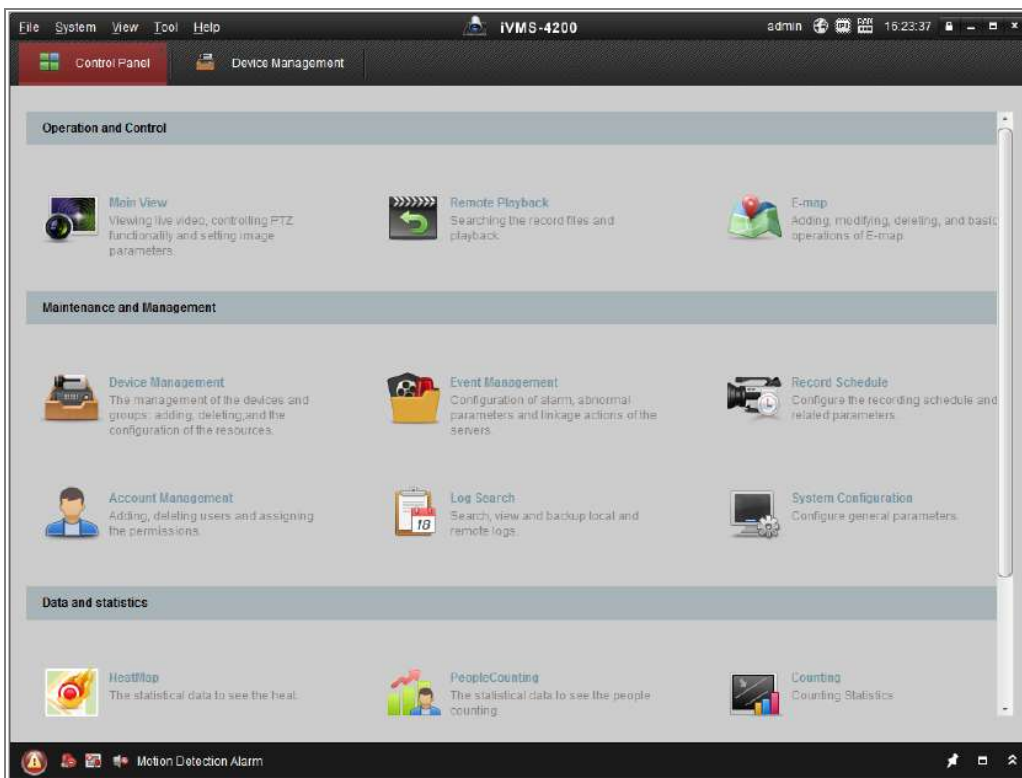 File System View Tool Help iVMS-4200 admin 16:23:37
Control Panel Device Management
Operation and Control
Main View
Viewing live video, controlling PTZ
functionality and setting image
parameters.
Remote Playback
Searching the record files and
playback.
E-map
Adding, modifying, deleting, and basic
operations of E-map.
Maintenance and Management
Device Management
The management of the devices and
groups: adding, deleting,and the
configuration of the resources.
Event Management
Configuration of alarm, abnormal
parameters and linkage actions of the
servers.
Record Schedule
Configure the recording schedule and
related parameters.
Account Management
Adding, deleting users and assigning
the permissions.
Log Search
Search, view and backup local and
remote logs.
18
System Configuration
Configure general parameters.
Data and statistics
HeatMap
The statistical data to see the heat.
PeopleCounting
The statistical data to see the people
counting.
Counting
Counting Statistics
Motion Detection Alarm